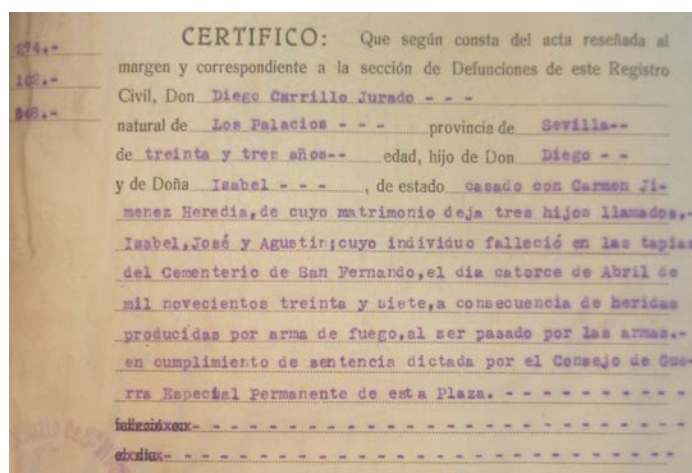 274.-
102.-
848.-
CERTIFICO: Que según consta del acta reseñada al
margen y correspondiente a la sección de Defunciones de este Registro
Civil, Don Diego Carrillo Jurado - - -
natural de Los Palacios - - - provincia de Sevilla--
de treinta y tres años-- edad, hijo de Don Diego - -
y de Doña Isabel - - - , de estado casado con Carmen Ji-
menez Heredia,de cuyo matrimonio deja tres hijos llamados,-
Isabel,José y Agustin;cuyo individuo falleció en las tapias
del Cementerio de San Fernando,el dia catorce de Abril de
mil novecientos treinta y siete,a consecuencia de heridas
producidas por arma de fuego,al ser pasado por las armas.-
en cumplimiento de sentencia dictada por el Consejo de Gue-
rra Especial Permanente de esta Plaza. - - - - - - - - - -
falleció en - - - - - - - - - - - - - - - - - - -
el día - - - - - - - - - - - - - - - - - - - -